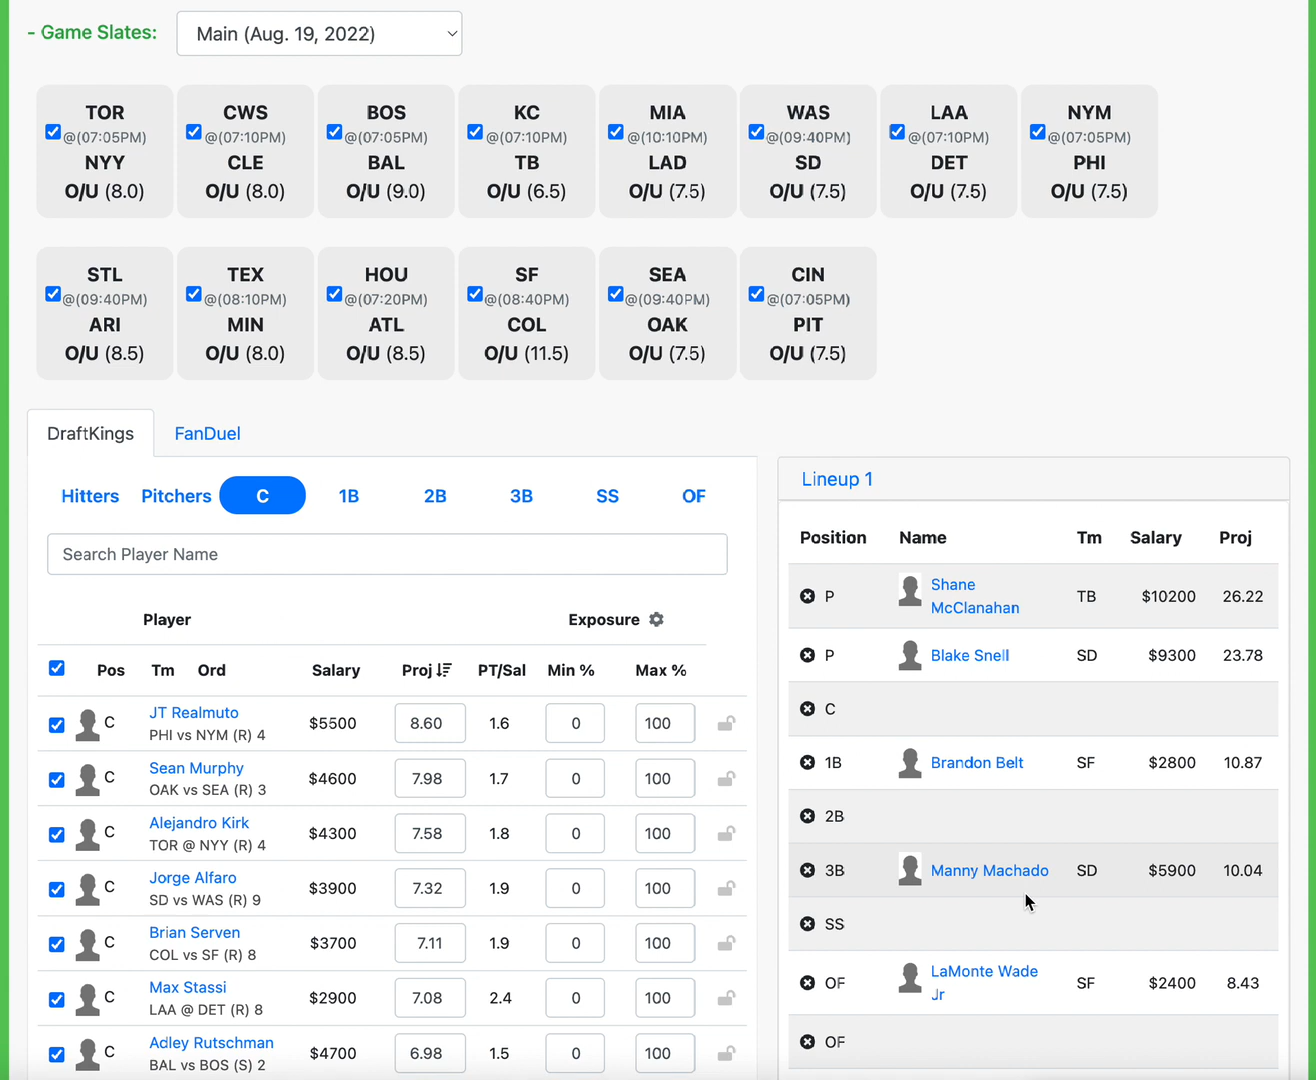 - Game Slates: Main (Aug. 19, 2022)
TOR CWS BOS KC MIA WAS LAA NYM
@(07:05PM) @(07:10PM) @(07:05PM) @(07:10PM) @(10:10PM) @(09:40PM) @(07:10PM) @(07:05PM)
NYY CLE BAL TB LAD SD DET PHI
O/U (8.0) O/U (8.0) O/U (9.0) O/U (6.5) O/U (7.5) O/U (7.5) O/U (7.5) O/U (7.5)
STL TEX HOU SF SEA CIN
@(09:40PM) @(08:10PM) @(07:20PM) @(08:40PM) @(09:40PM) @(07:05PM)
ARI MIN ATL COL OAK PIT
O/U (8.5) O/U (8.0) O/U (8.5) O/U (11.5) O/U (7.5) O/U (7.5)
DraftKings FanDuel
Hitters Pitchers C 1B 2B 3B SS OF
Search Player Name
Player Exposure
Pos Tm Ord Salary Proj PT/Sal Min % Max %
C JT Realmuto $5500 8.60 1.6 0 100
PHI vs NYM (R) 4
C Sean Murphy $4600 7.98 1.7 0 100
OAK vs SEA (R) 3
C Alejandro Kirk $4300 7.58 1.8 0 100
TOR @ NYY (R) 4
C Jorge Alfaro $3900 7.32 1.9 0 100
SD vs WAS (R) 9
C Brian Serven $3700 7.11 1.9 0 100
COL vs SF (R) 8
C Max Stassi $2900 7.08 2.4 0 100
LAA @ DET (R) 8
C Adley Rutschman $4700 6.98 1.5 0 100
BAL vs BOS (S) 2
Lineup 1
Position Name Tm Salary Proj
P Shane McClanahan TB $10200 26.22
P Blake Snell SD $9300 23.78
C
1B Brandon Belt SF $2800 10.87
2B
3B Manny Machado SD $5900 10.04
SS
OF LaMonte Wade Jr SF $2400 8.43
OF